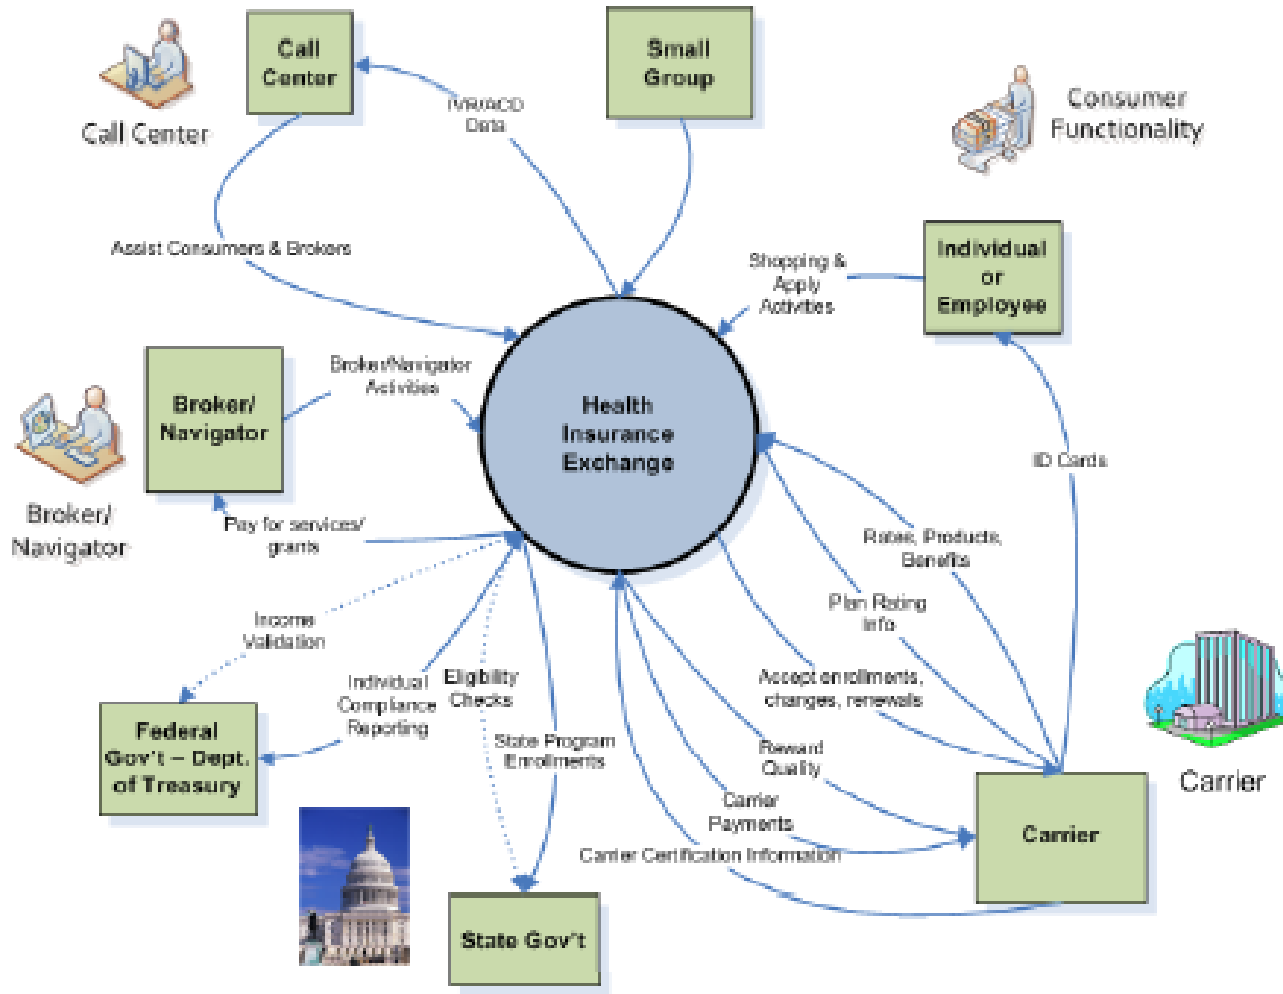 Call
Center
Small
Group
Call Center
IVR/ACD
Data
Consumer
Functionality
Assist Consumers & Brokers
Shopping &
Apply
Activities
Individual
or
Employee
Broker/Navigator
Activities
Broker/
Navigator
Health
Insurance
Exchange
ID Cards
Broker/
Navigator
Pay for services/
grants
Rates, Products,
Benefits
Plan Rating
Info
Income
Validation
Individual
Compliance
Reporting
Eligibility
Checks
Accept enrollments,
changes, renewals
Federal
Gov't – Dept.
of Treasury
State Program
Enrollments
Reward
Quality
Carrier
Carrier
Payments
Carrier
Carrier Certification Information
State Gov't